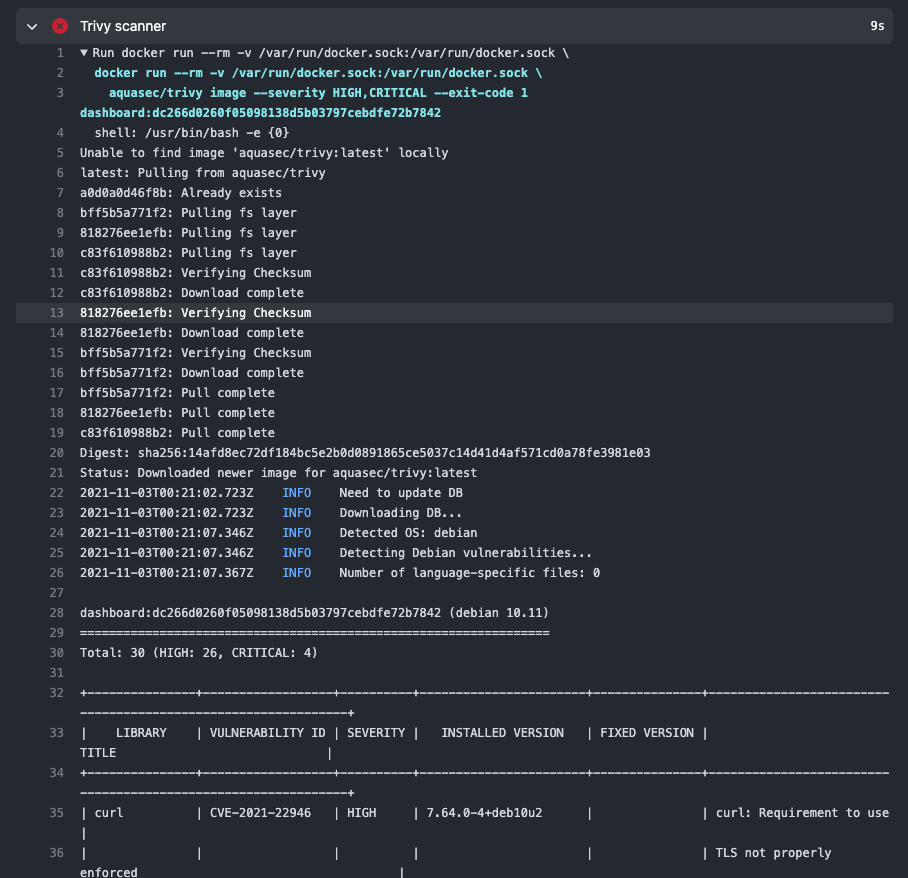 Trivy scanner 9s
1 ▼ Run docker run --rm -v /var/run/docker.sock:/var/run/docker.sock \
2 docker run --rm -v /var/run/docker.sock:/var/run/docker.sock \
3 aquasec/trivy image --severity HIGH,CRITICAL --exit-code 1
dashboard:dc266d0260f05098138d5b03797cebdfe72b7842
4 shell: /usr/bin/bash -e {0}
5 Unable to find image 'aquasec/trivy:latest' locally
6 latest: Pulling from aquasec/trivy
7 a0d0a0d46f8b: Already exists
8 bff5b5a771f2: Pulling fs layer
9 818276ee1efb: Pulling fs layer
10 c83f610988b2: Pulling fs layer
11 c83f610988b2: Verifying Checksum
12 c83f610988b2: Download complete
13 818276ee1efb: Verifying Checksum
14 818276ee1efb: Download complete
15 bff5b5a771f2: Verifying Checksum
16 bff5b5a771f2: Download complete
17 bff5b5a771f2: Pull complete
18 818276ee1efb: Pull complete
19 c83f610988b2: Pull complete
20 Digest: sha256:14afd8ec72df184bc5e2b0d0891865ce5037c14d41d4af571cd0a78fe3981e03
21 Status: Downloaded newer image for aquasec/trivy:latest
22 2021-11-03T00:21:02.723Z INFO Need to update DB
23 2021-11-03T00:21:02.723Z INFO Downloading DB...
24 2021-11-03T00:21:07.346Z INFO Detected OS: debian
25 2021-11-03T00:21:07.346Z INFO Detecting Debian vulnerabilities...
26 2021-11-03T00:21:07.367Z INFO Number of language-specific files: 0
27
28 dashboard:dc266d0260f05098138d5b03797cebdfe72b7842 (debian 10.11)
29 =================================================================
30 Total: 30 (HIGH: 26, CRITICAL: 4)
31
32 +---------------+------------------+----------+-----------------------+---------------+-------------------------
-------------------------------------+
33 | LIBRARY | VULNERABILITY ID | SEVERITY | INSTALLED VERSION | FIXED VERSION |
TITLE |
34 +---------------+------------------+----------+-----------------------+---------------+-------------------------
-------------------------------------+
35 | curl | CVE-2021-22946 | HIGH | 7.64.0-4+deb10u2 | | curl: Requirement to use
|
36 | | | | | | TLS not properly
enforced |